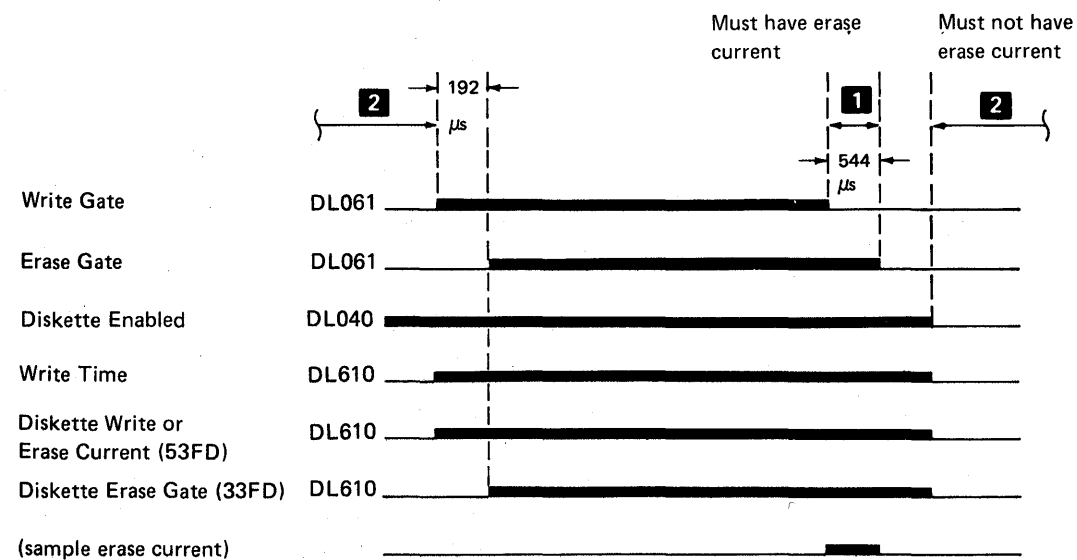 Must have erase
current
Must not have
erase current
192
μs
2
1
2
544
μs
Write Gate DL061
Erase Gate DL061
Diskette Enabled DL040
Write Time DL610
Diskette Write or
Erase Current (53FD) DL610
Diskette Erase Gate (33FD) DL610
(sample erase current)